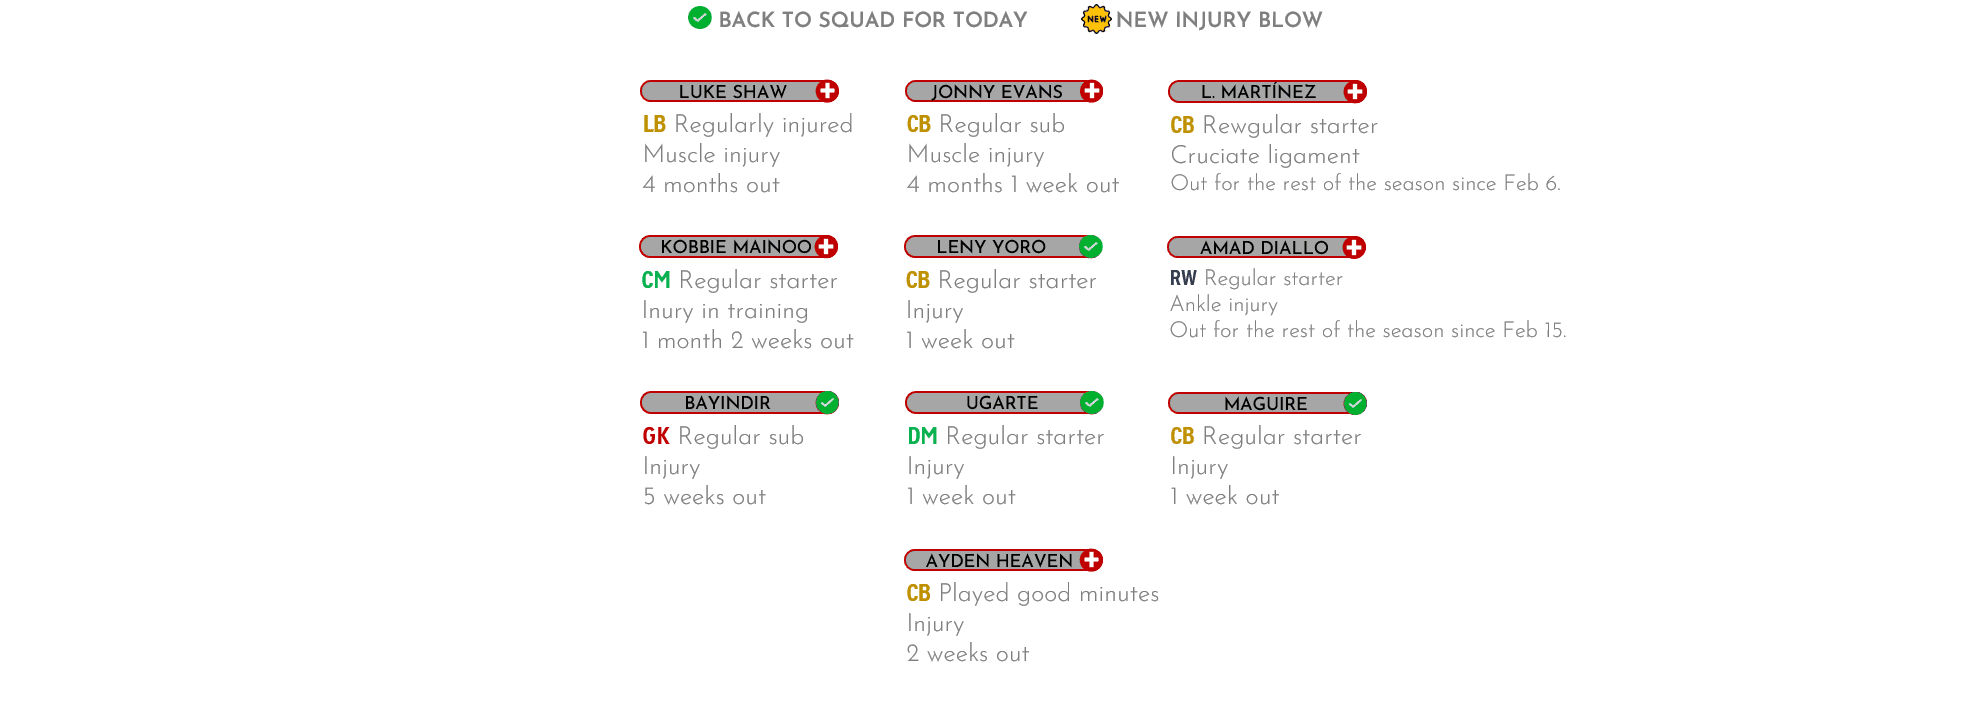 BACK TO SQUAD FOR TODAY
NEW NEW INJURY BLOW
LUKE SHAW
LB Regularly injured
Muscle injury
4 months out
JONNY EVANS
CB Regular sub
Muscle injury
4 months 1 week out
L. MARTÍNEZ
CB Rewgular starter
Cruciate ligament
Out for the rest of the season since Feb 6.
KOBBIE MAINOO
CM Regular starter
Inury in training
1 month 2 weeks out
LENY YORO
CB Regular starter
Injury
1 week out
AMAD DIALLO
RW Regular starter
Ankle injury
Out for the rest of the season since Feb 15.
BAYINDIR
GK Regular sub
Injury
5 weeks out
UGARTE
DM Regular starter
Injury
1 week out
MAGUIRE
CB Regular starter
Injury
1 week out
AYDEN HEAVEN
CB Played good minutes
Injury
2 weeks out